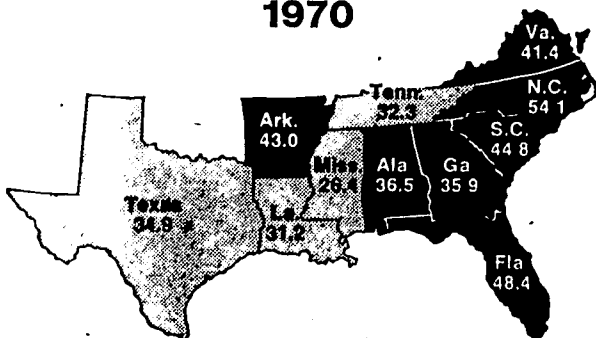 1970
Va.
41.4
N.C.
54 1
Tenn.
32.3
S.C.
44 8
Ark.
43.0
Miss
26.4
Ala
36.5
Ga
35 9
Texas
34.9
La.
31.2
Fla
48.4